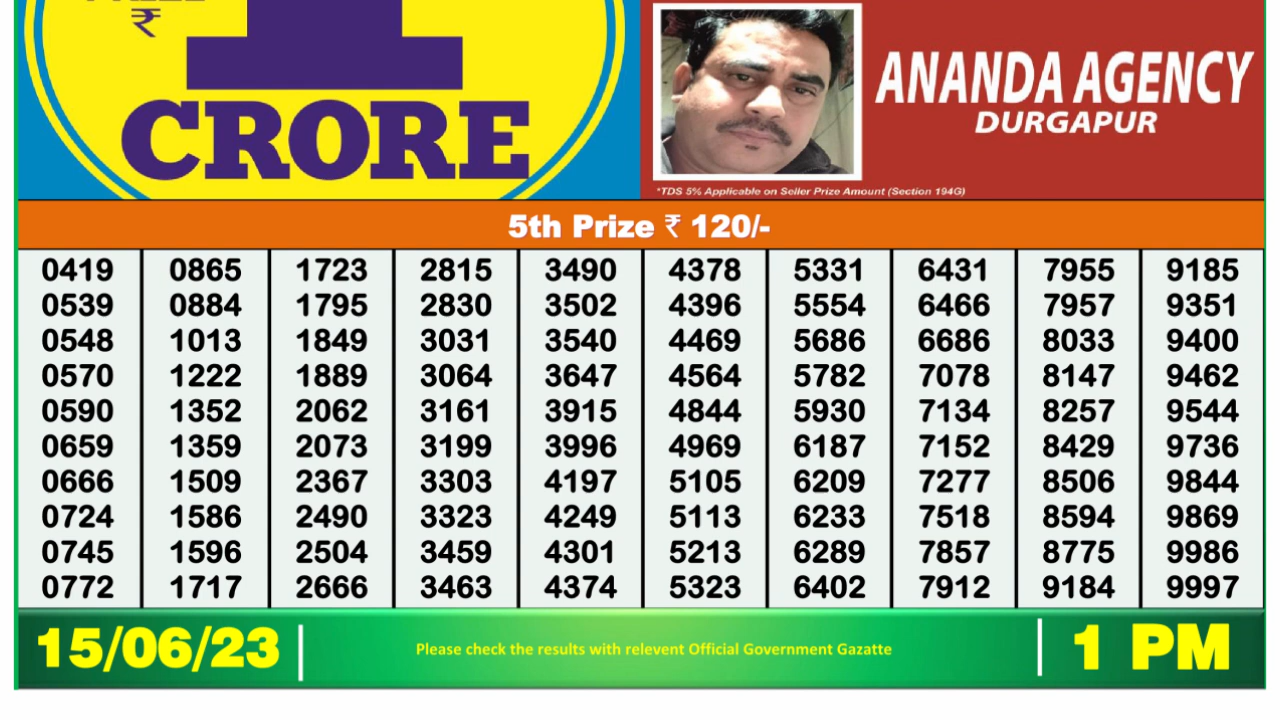 ₹
1
CRORE
ANANDA AGENCY
DURGAPUR
*TDS 5% Applicable on Seller Prize Amount (Section 194G)
5th Prize ₹ 120/-
0419 0865 1723 2815 3490 4378 5331 6431 7955 9185
0539 0884 1795 2830 3502 4396 5554 6466 7957 9351
0548 1013 1849 3031 3540 4469 5686 6686 8033 9400
0570 1222 1889 3064 3647 4564 5782 7078 8147 9462
0590 1352 2062 3161 3915 4844 5930 7134 8257 9544
0659 1359 2073 3199 3996 4969 6187 7152 8429 9736
0666 1509 2367 3303 4197 5105 6209 7277 8506 9844
0724 1586 2490 3323 4249 5113 6233 7518 8594 9869
0745 1596 2504 3459 4301 5213 6289 7857 8775 9986
0772 1717 2666 3463 4374 5323 6402 7912 9184 9997
15/06/23
Please check the results with relevent Official Government Gazatte
1 PM